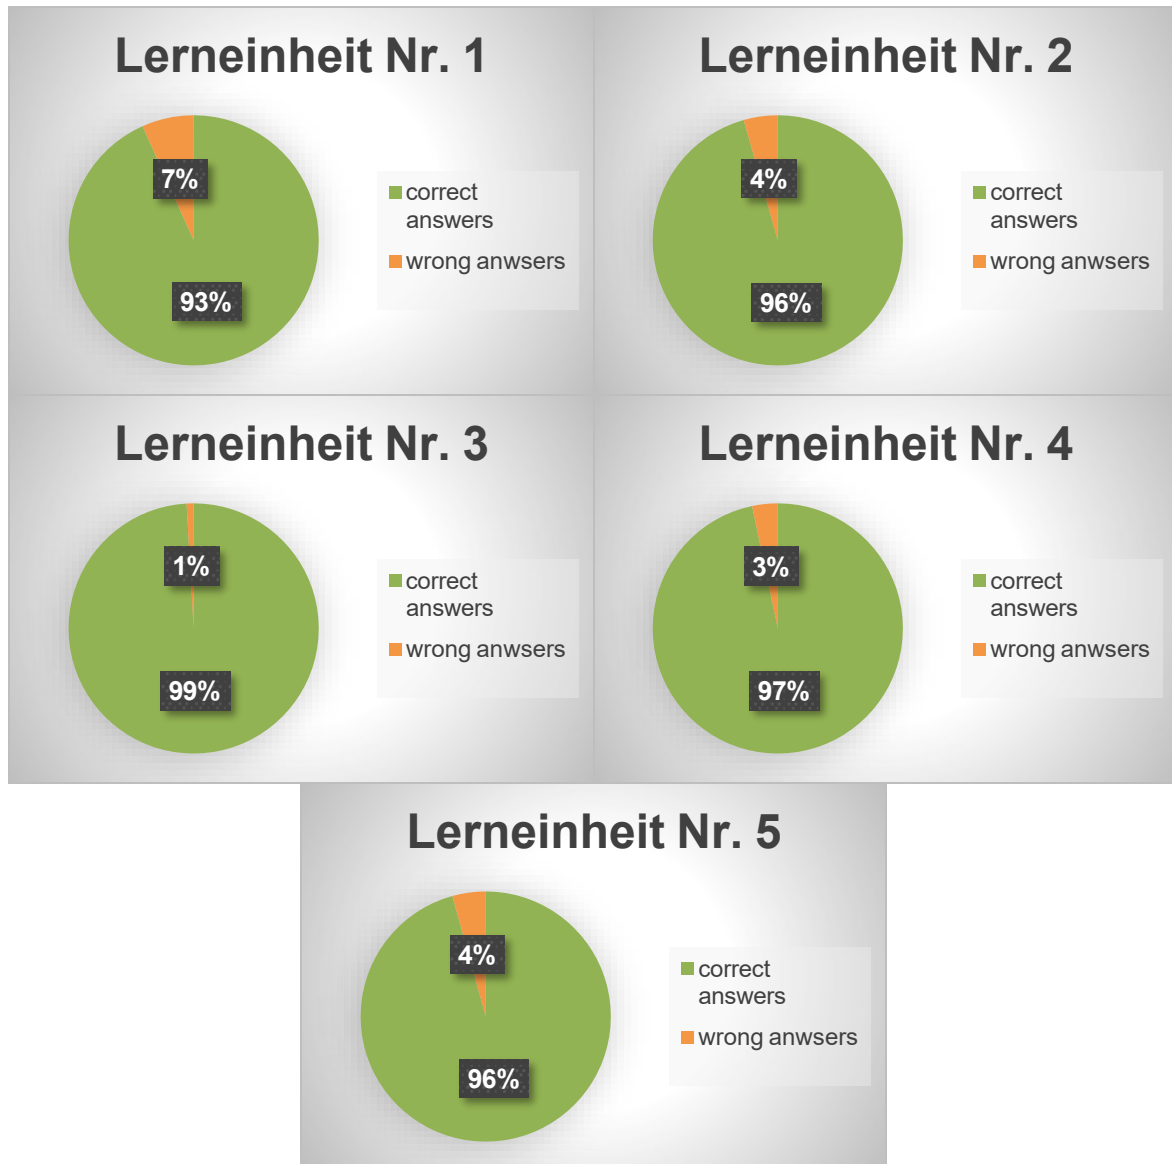 Lerneinheit Nr. 1
7%
93%
correct
answers
wrong anwsers
Lerneinheit Nr. 2
4%
96%
correct
answers
wrong anwsers
Lerneinheit Nr. 3
1%
99%
correct
answers
wrong anwsers
Lerneinheit Nr. 4
3%
97%
correct
answers
wrong anwsers
Lerneinheit Nr. 5
4%
96%
correct
answers
wrong anwsers